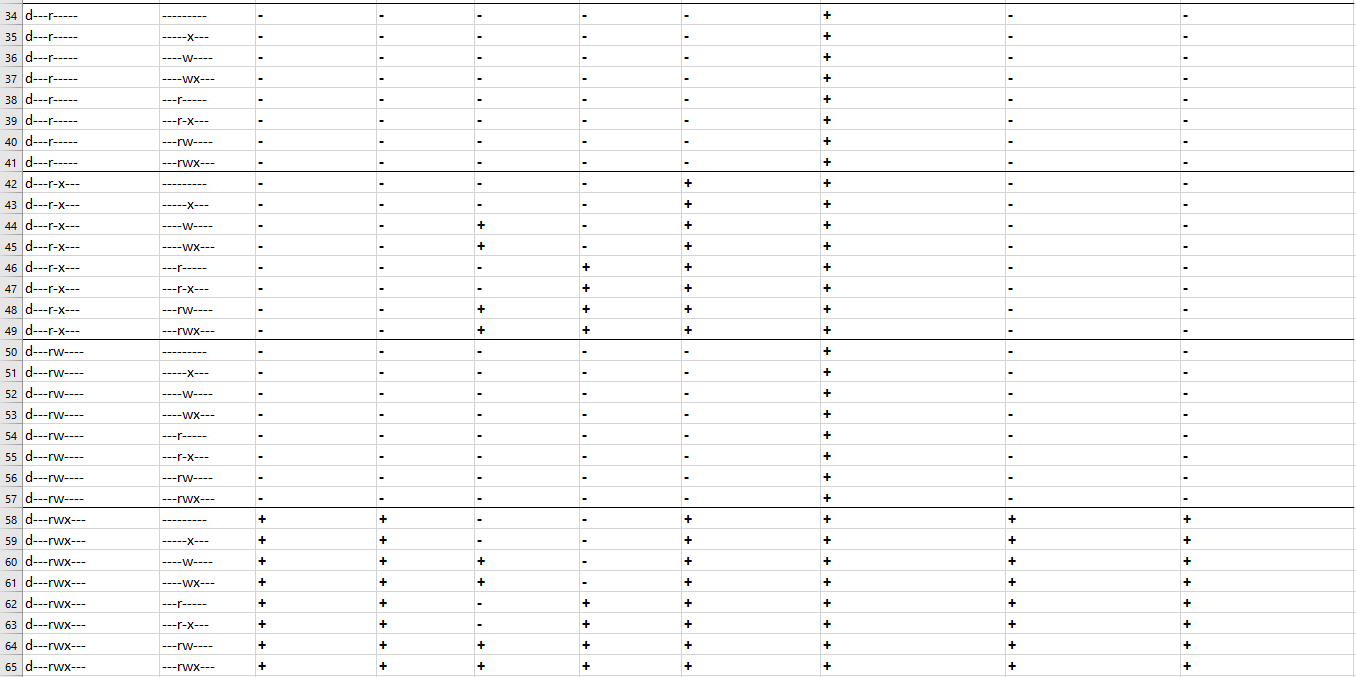 34 d---r----- --------- - - - - - + - -
35 d---r----- -----x--- - - - - - + - -
36 d---r----- ----w---- - - - - - + - -
37 d---r----- ----wx--- - - - - - + - -
38 d---r----- ---r----- - - - - - + - -
39 d---r----- ---r-x--- - - - - - + - -
40 d---r----- ---rw---- - - - - - + - -
41 d---r----- ---rwx--- - - - - - + - -
42 d---r-x--- --------- - - - - + + - -
43 d---r-x--- -----x--- - - - - + + - -
44 d---r-x--- ----w---- - - + - + + - -
45 d---r-x--- ----wx--- - - + - + + - -
46 d---r-x--- ---r----- - - - + + + - -
47 d---r-x--- ---r-x--- - - - + + + - -
48 d---r-x--- ---rw---- - - + + + + - -
49 d---r-x--- ---rwx--- - - + + + + - -
50 d---rw---- --------- - - - - - + - -
51 d---rw---- -----x--- - - - - - + - -
52 d---rw---- ----w---- - - - - - + - -
53 d---rw---- ----wx--- - - - - - + - -
54 d---rw---- ---r----- - - - - - + - -
55 d---rw---- ---r-x--- - - - - - + - -
56 d---rw---- ---rw---- - - - - - + - -
57 d---rw---- ---rwx--- - - - - - + - -
58 d---rwx--- --------- + + - - + + + +
59 d---rwx--- -----x--- + + - - + + + +
60 d---rwx--- ----w---- + + + - + + + +
61 d---rwx--- ----wx--- + + + - + + + +
62 d---rwx--- ---r----- + + - + + + + +
63 d---rwx--- ---r-x--- + + - + + + + +
64 d---rwx--- ---rw---- + + + + + + + +
65 d---rwx--- ---rwx--- + + + + + + + +